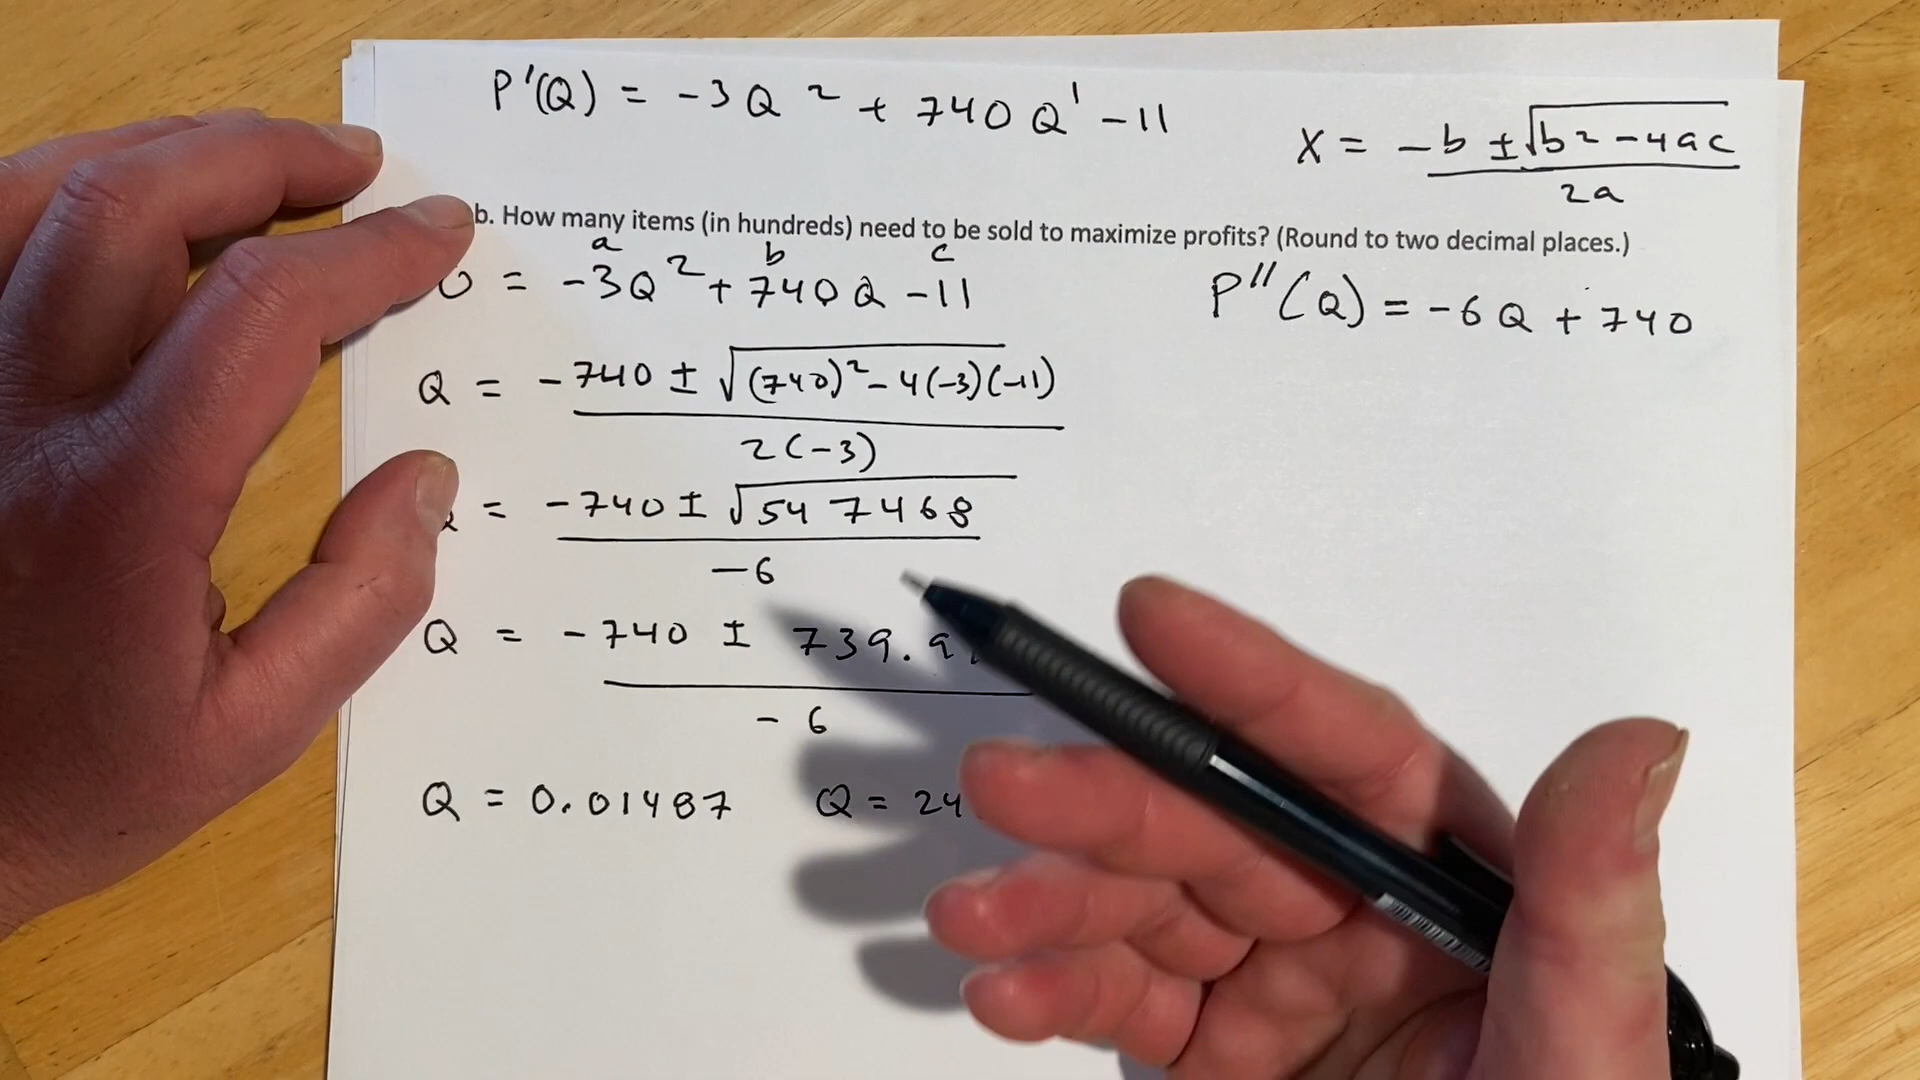 P'(Q) = -3Q² + 740Q¹ - 11
x = -b ± √b² - 4ac
2a
b. How many items (in hundreds) need to be sold to maximize profits? (Round to two decimal places.)
a b c
0 = -3Q² + 740Q - 11
P''(Q) = -6Q + 740
Q = -740 ± √(740)² - 4(-3)(-11)
2(-3)
= -740 ± √547468
-6
Q = -740 ± 739.9
-6
Q = 0.01487 Q = 24